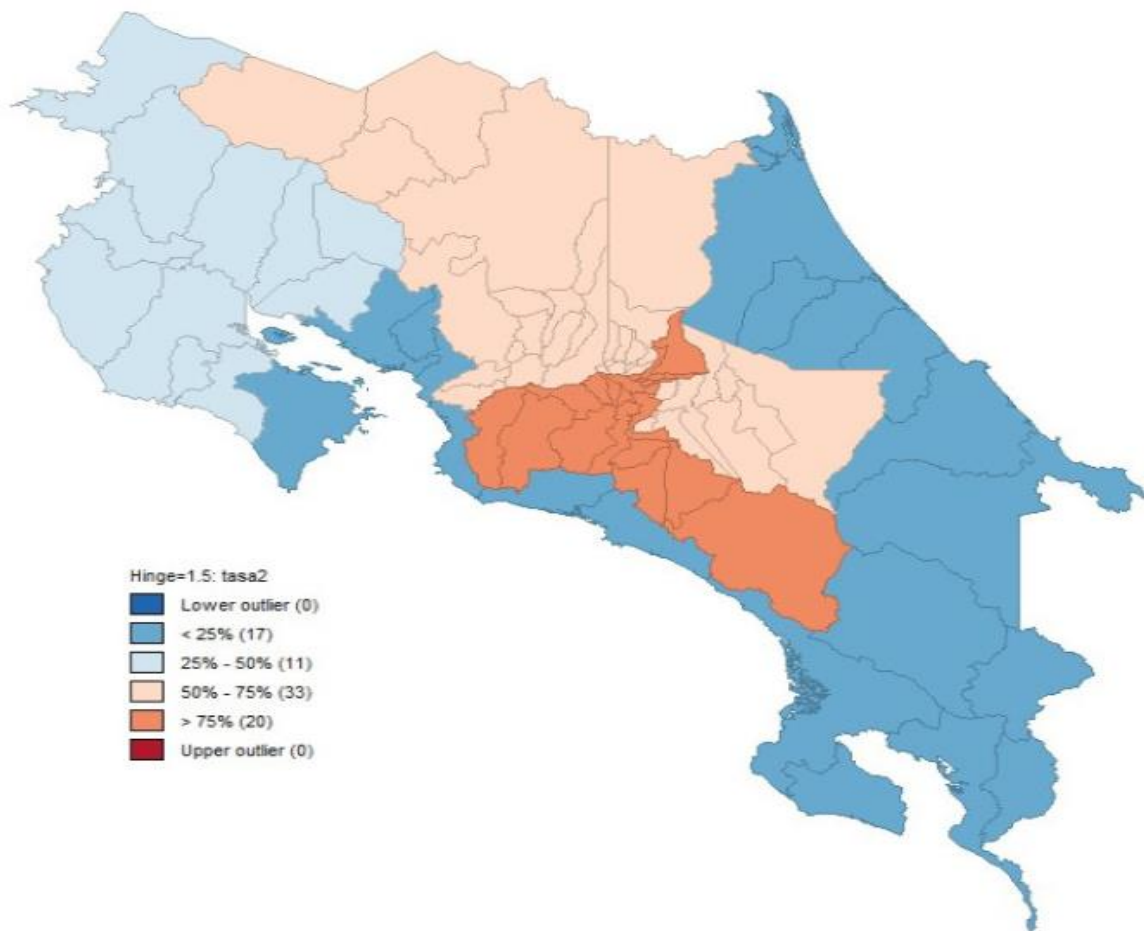 Hinge=1.5: tasa2
Lower outlier (0)
< 25% (17)
25% - 50% (11)
50% - 75% (33)
> 75% (20)
Upper outlier (0)